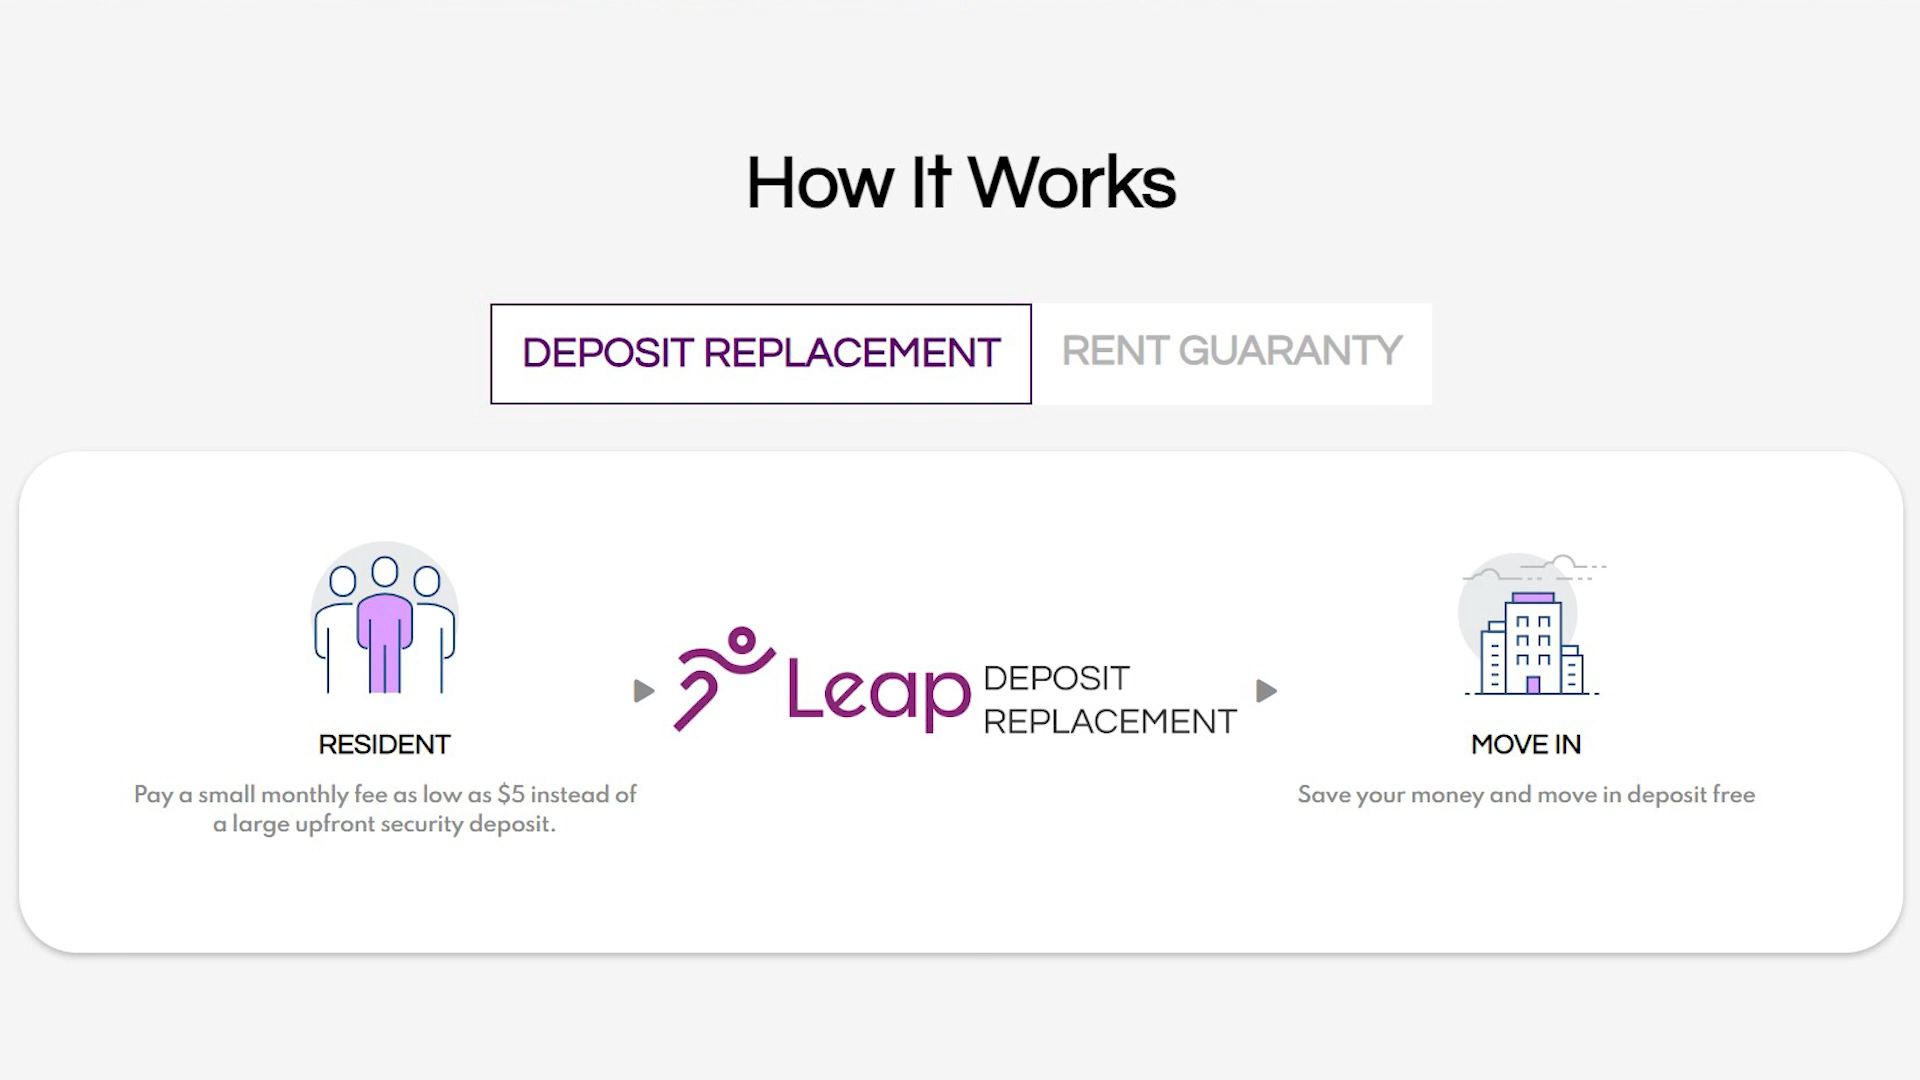 How It Works
DEPOSIT REPLACEMENT
RENT GUARANTY
RESIDENT
Pay a small monthly fee as low as $5 instead of
a large upfront security deposit.
Leap
DEPOSIT
REPLACEMENT
MOVE IN
Save your money and move in deposit free